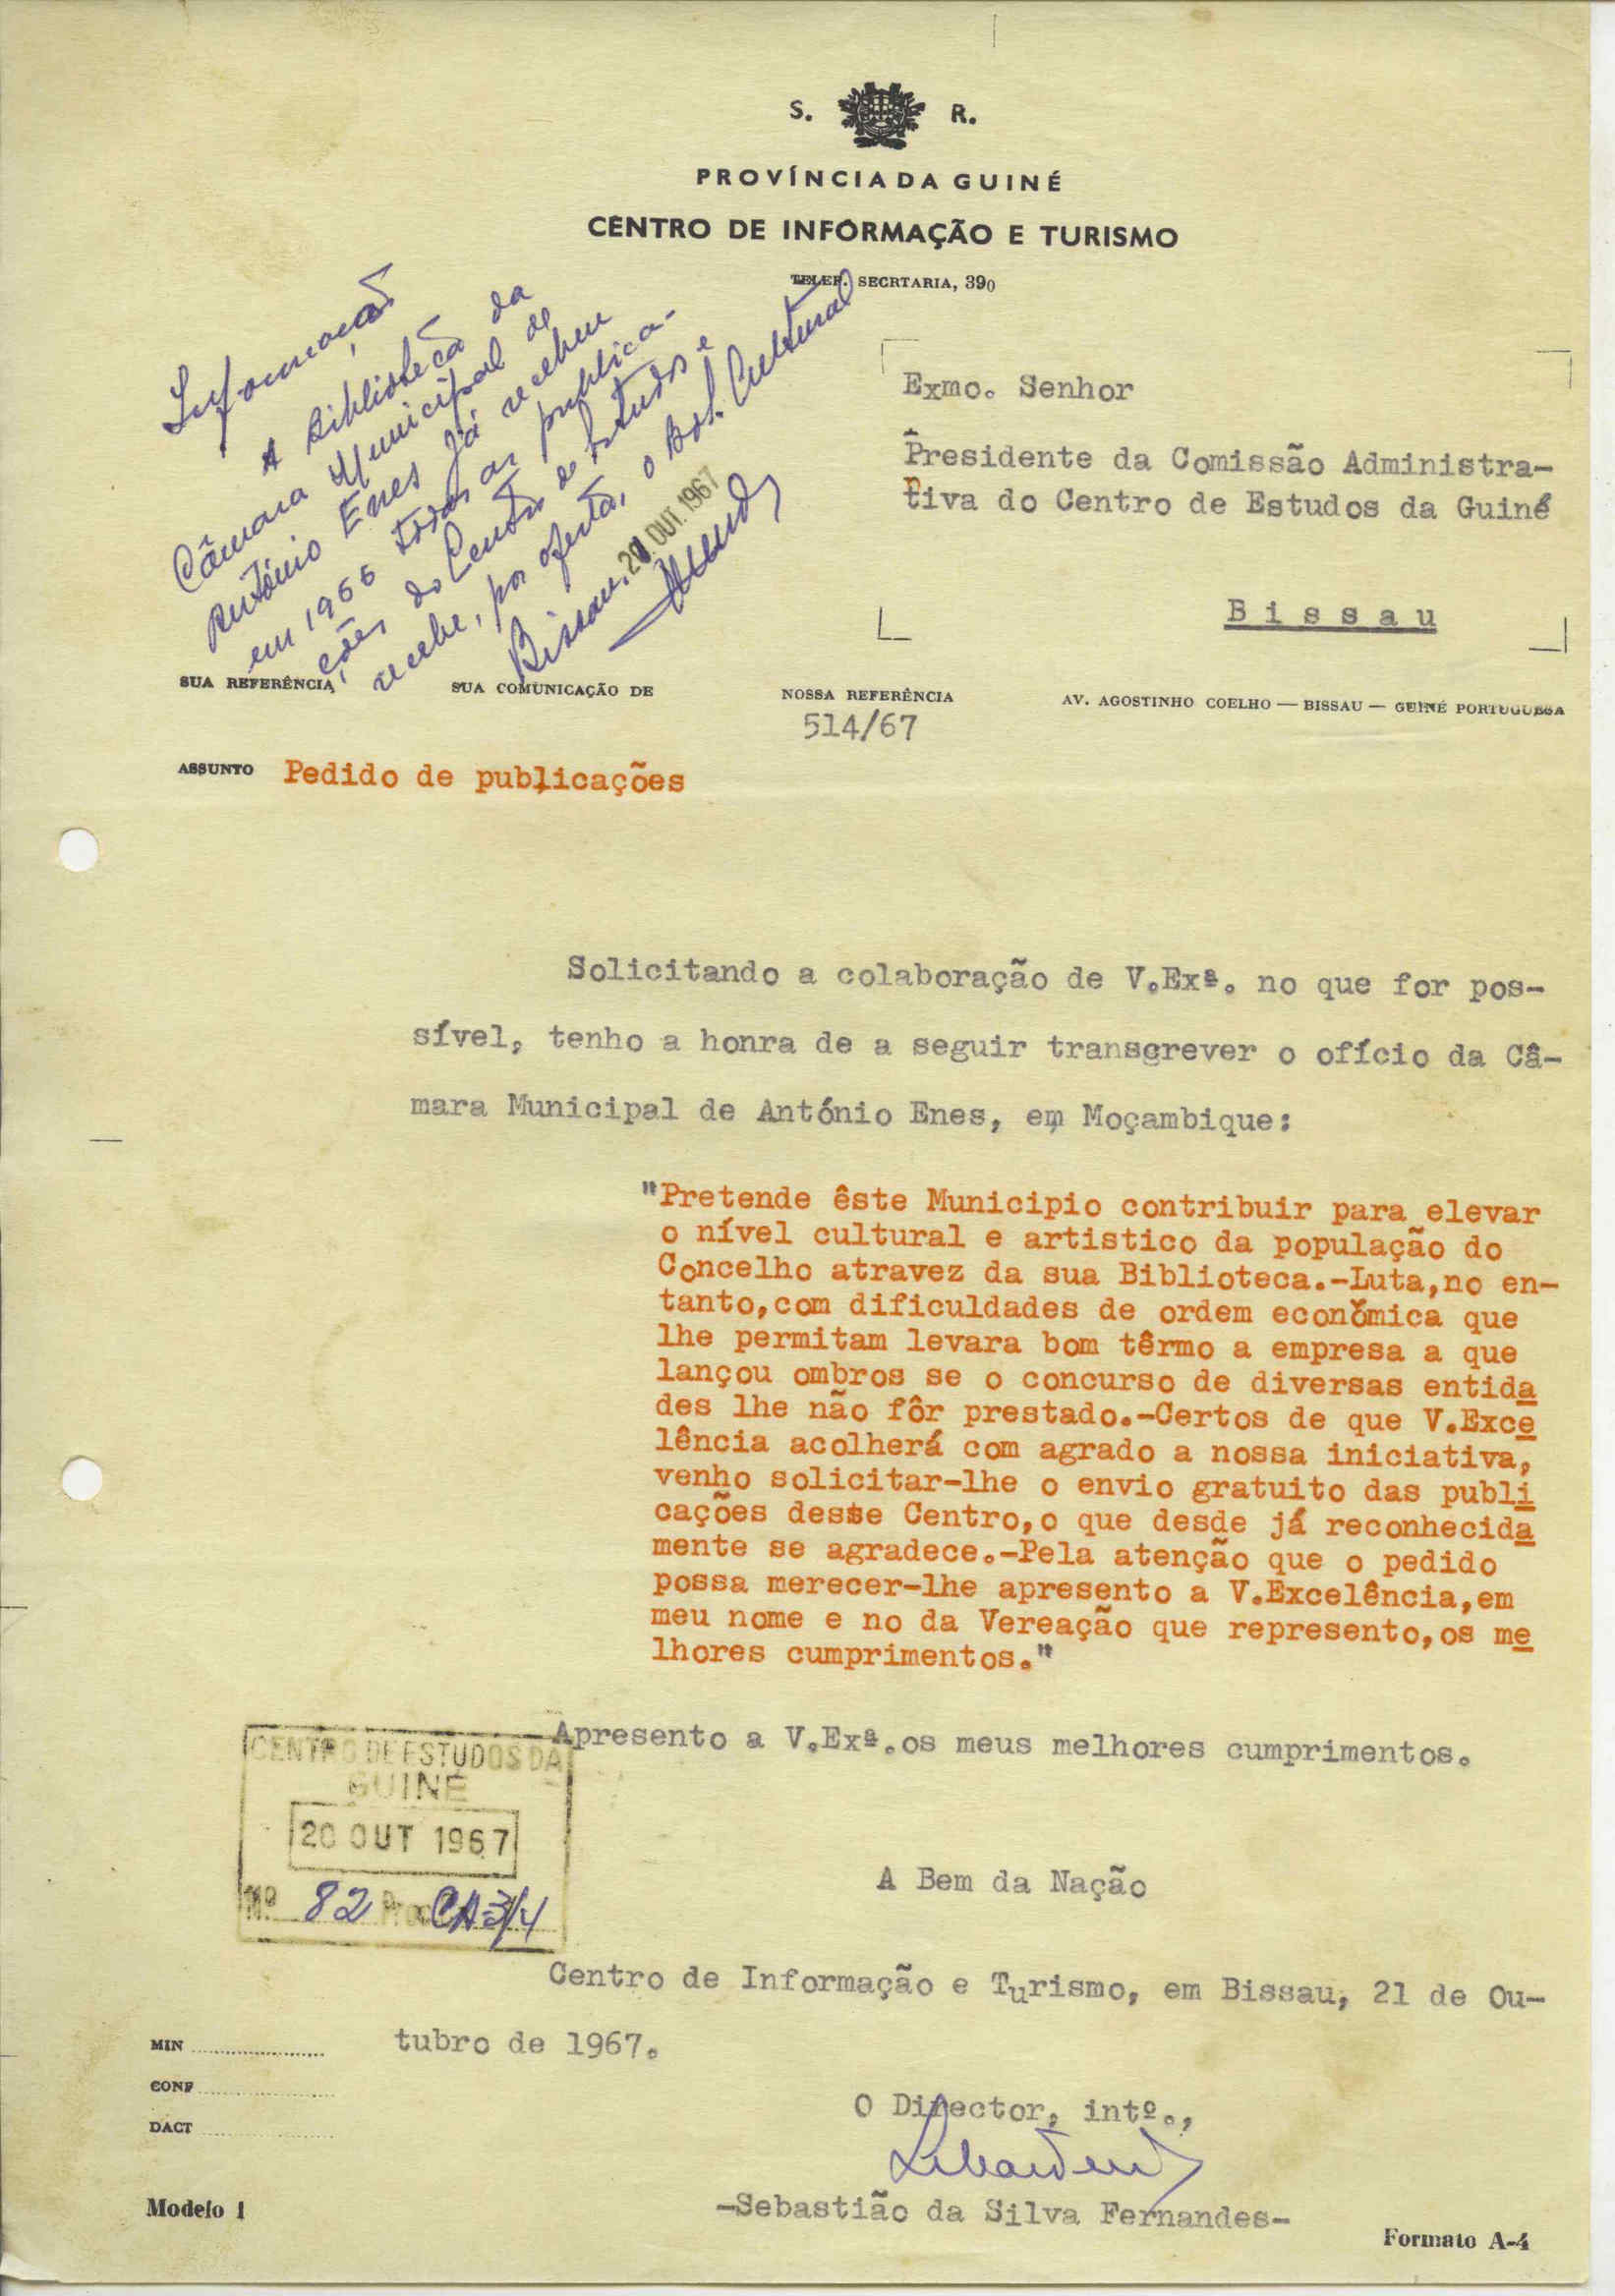 S. R.
PROVÍNCIA DA GUINÉ
CENTRO DE INFORMAÇÃO E TURISMO
TELEF. SECRTARIA, 390
Informação
A Biblioteca da
Câmara Municipal de
António Enes já recebeu
em 1966 todas as publica-
ções do Centro de Estudos e
recebe, por oferta, o Bol. Cultural
Bissau, OUT. 1967
Exmo. Senhor
Presidente da Comissão Administra-
tiva do Centro de Estudos da Guiné
Bissau
SUA REFERÊNCIA
SUA COMUNICAÇÃO DE
NOSSA REFERÊNCIA
514/67
AV. AGOSTINHO COELHO — BISSAU — GUINÉ PORTUGUESA
ASSUNTO Pedido de publicações
Solicitando a colaboração de V.Exª. no que for pos-
sível, tenho a honra de a seguir transcrever o ofício da Câ-
mara Municipal de António Enes, em Moçambique:
"Pretende êste Municipio contribuir para elevar
o nível cultural e artistico da população do
Concelho atravez da sua Biblioteca.-Luta,no en-
tanto,com dificuldades de ordem económica que
lhe permitam levara bom têrmo a empresa a que
lançou ombros se o concurso de diversas entida
des lhe não fôr prestado.-Certos de que V.Exce
lência acolherá com agrado a nossa iniciativa,
venho solicitar-lhe o envio gratuito das publi
cações desse Centro,o que desde já reconhecida
mente se agradece.-Pela atenção que o pedido
possa merecer-lhe apresento a V.Excelência,em
meu nome e no da Vereação que represento,os me
lhores cumprimentos."
Apresento a V.Exª.os meus melhores cumprimentos.
CENTRO DE ESTUDOS DA
GUINÉ
20 OUT 1967
Nº 82 Proc CA-3/4
A Bem da Nação
Centro de Informação e Turismo, em Bissau, 21 de Ou-
tubro de 1967.
MIN
CONF
DACT
O Director, intº.,
-Sebastião da Silva Fernandes-
Modelo 1
Formato A-4